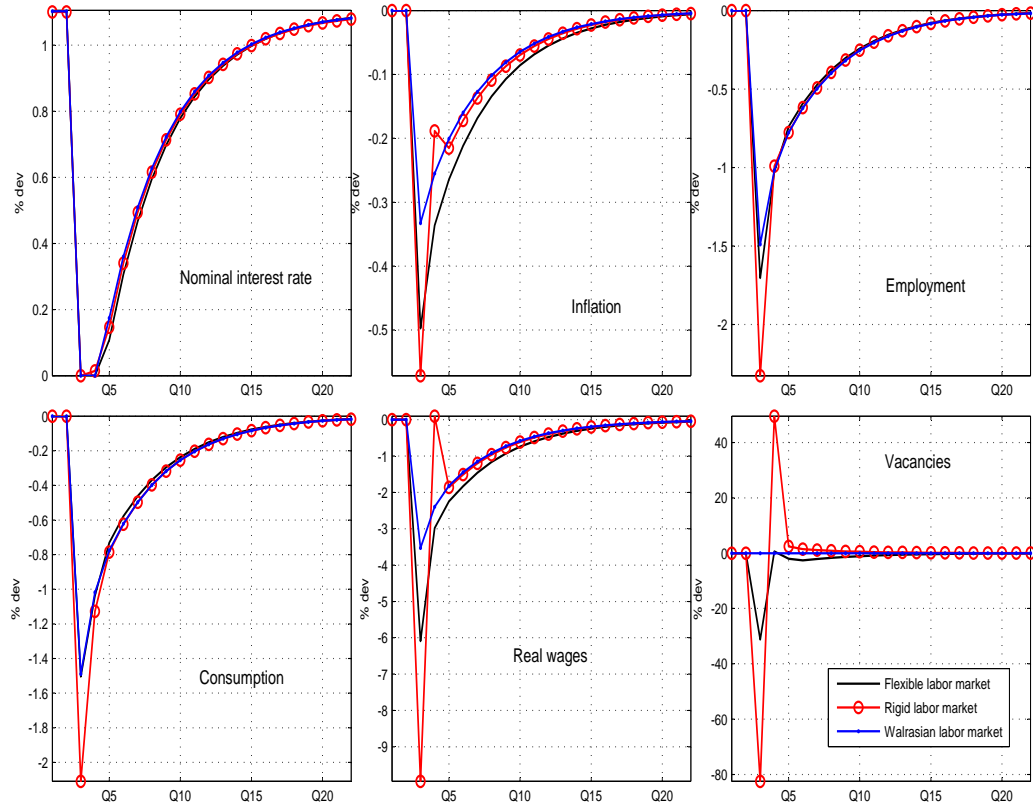 1
0.8
0.6
0.4
0.2
0
% dev
Nominal interest rate
Q5
Q10
Q15
Q20
0
-0.1
-0.2
-0.3
-0.4
-0.5
% dev
Inflation
Q5
Q10
Q15
Q20
0
-0.5
-1
-1.5
-2
% dev
Employment
Q5
Q10
Q15
Q20
0
-0.2
-0.4
-0.6
-0.8
-1
-1.2
-1.4
-1.6
-1.8
-2
% dev
Consumption
Q5
Q10
Q15
Q20
0
-1
-2
-3
-4
-5
-6
-7
-8
-9
% dev
Real wages
Q5
Q10
Q15
Q20
40
20
0
-20
-40
-60
-80
% dev
Vacancies
Flexible labor market
Rigid labor market
Walrasian labor market
Q5
Q10
Q15
Q20